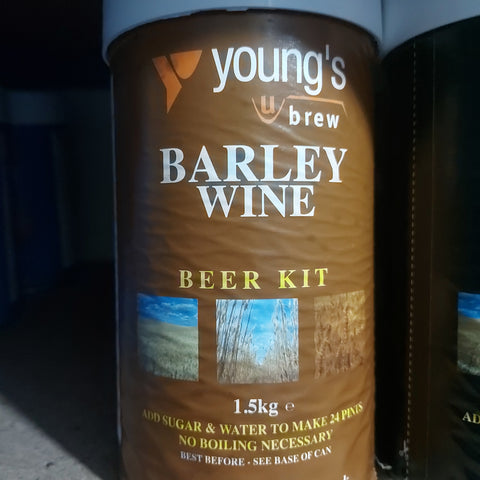 young's
u brew
BARLEY
WINE
BEER KIT
1.5kg ℮
ADD SUGAR & WATER TO MAKE 24 PINTS
NO BOILING NECESSARY
BEST BEFORE - SEE BASE OF CAN
AD